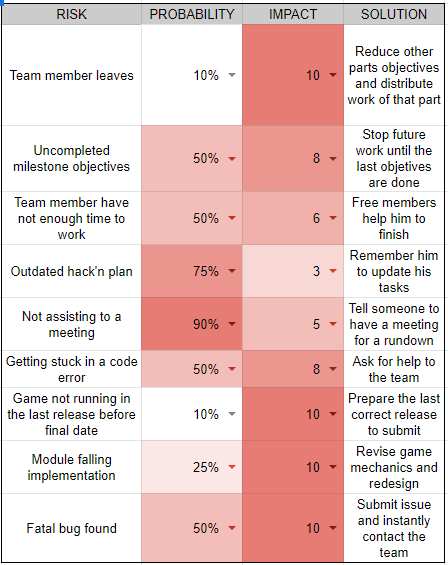 RISK PROBABILITY IMPACT SOLUTION
Team member leaves 10% 10 Reduce other
parts objectives
and distribute
work of that part
Uncompleted
milestone objectives 50% 8 Stop future
work until the
last objetives
are done
Team member have
not enough time to
work 50% 6 Free members
help him to
finish
Outdated hack'n plan 75% 3 Remember him
to update his
tasks
Not assisting to a
meeting 90% 5 Tell someone to
have a meeting
for a rundown
Getting stuck in a code
error 50% 8 Ask for help to
the team
Game not running in
the last release before
final date 10% 10 Prepare the last
correct release
to submit
Module falling
implementation 25% 10 Revise game
mechanics and
redesign
Fatal bug found 50% 10 Submit issue
and instantly
contact the
team